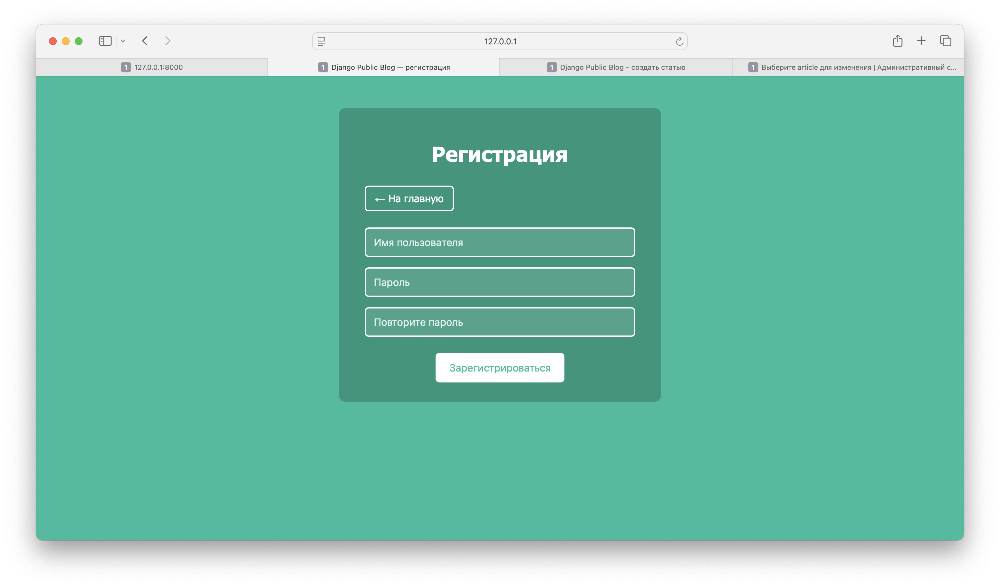 127.0.0.1
1 127.0.0.1:8000
1 Django Public Blog — регистрация
1 Django Public Blog - создать статью
1 Выберите article для изменения | Административный с...
Регистрация
← На главную
Имя пользователя
Пароль
Повторите пароль
Зарегистрироваться